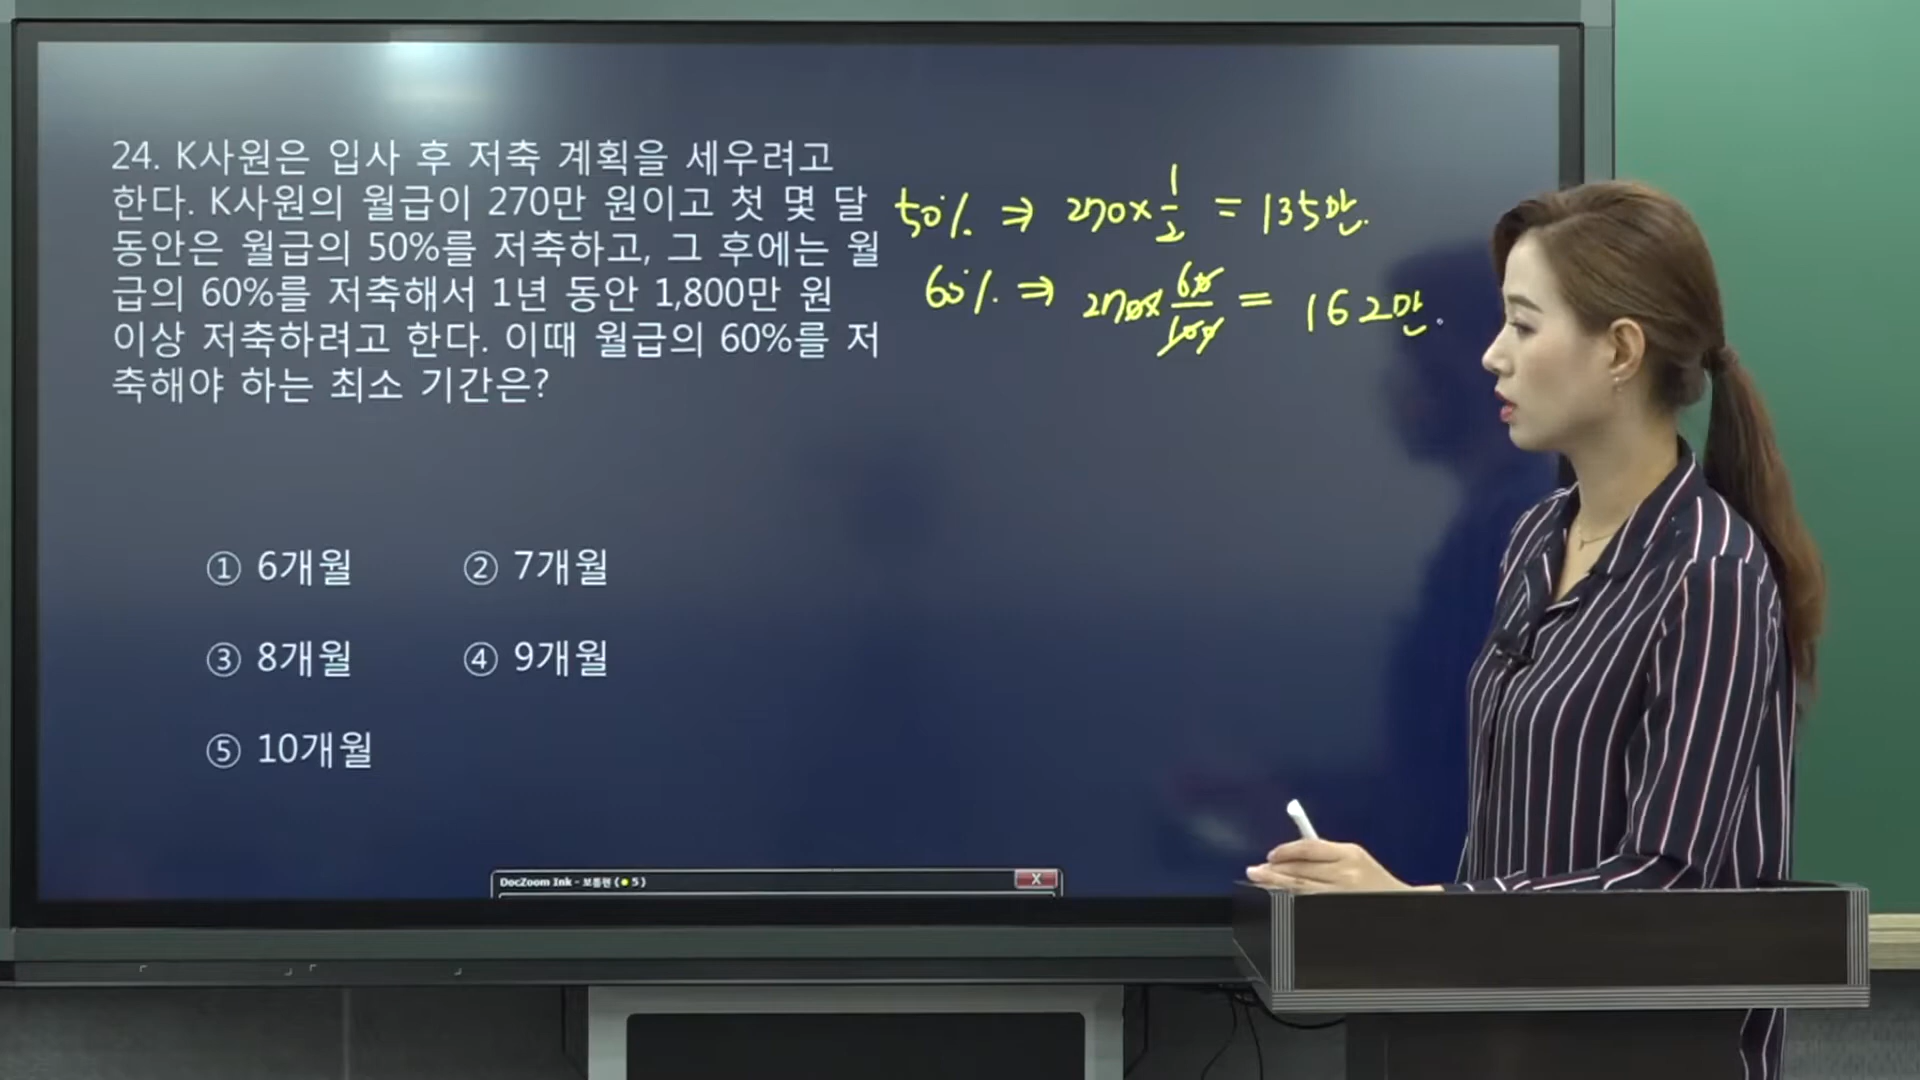 24. K사원은 입사 후 저축 계획을 세우려고
한다. K사원의 월급이 270만 원이고 첫 몇 달
동안은 월급의 50%를 저축하고, 그 후에는 월
급의 60%를 저축해서 1년 동안 1,800만 원
이상 저축하려고 한다. 이때 월급의 60%를 저
축해야 하는 최소 기간은?
① 6개월 ② 7개월
③ 8개월 ④ 9개월
⑤ 10개월
50% ⇒ 270 × 1/2 = 135만.
60% ⇒ 270 × 60/100 = 162만.
DocZoom Ink - 보통펜 ( ● 5 )
X